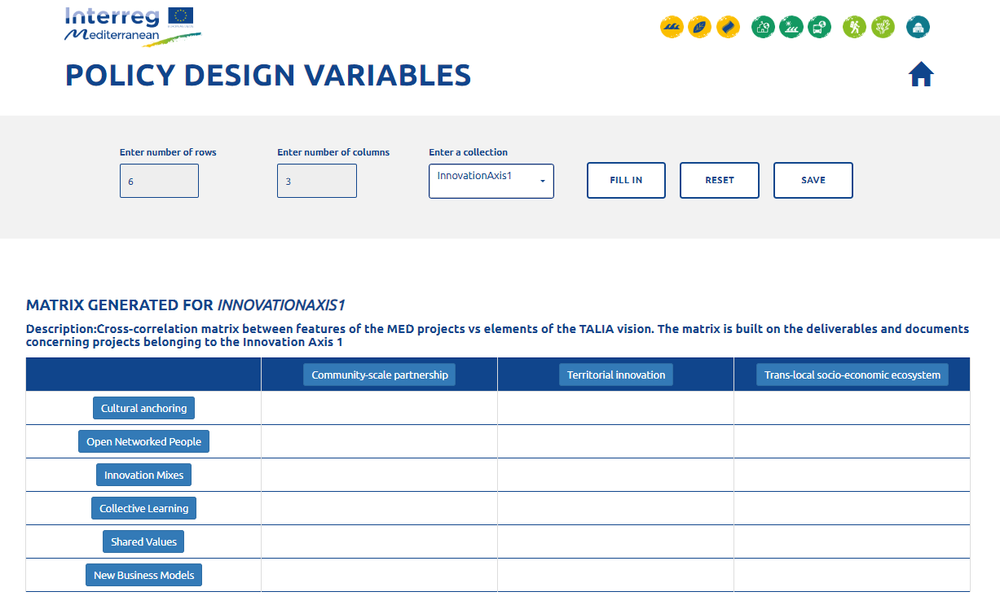 Interreg
Mediterranean
EUROPEAN UNION
POLICY DESIGN VARIABLES
Enter number of rows
Enter number of columns
Enter a collection
6
3
InnovationAxis1
FILL IN
RESET
SAVE
MATRIX GENERATED FOR INNOVATIONAXIS1
Description:Cross-correlation matrix between features of the MED projects vs elements of the TALIA vision. The matrix is built on the deliverables and documents
concerning projects belonging to the Innovation Axis 1
Community-scale partnership
Territorial innovation
Trans-local socio-economic ecosystem
Cultural anchoring
Open Networked People
Innovation Mixes
Collective Learning
Shared Values
New Business Models